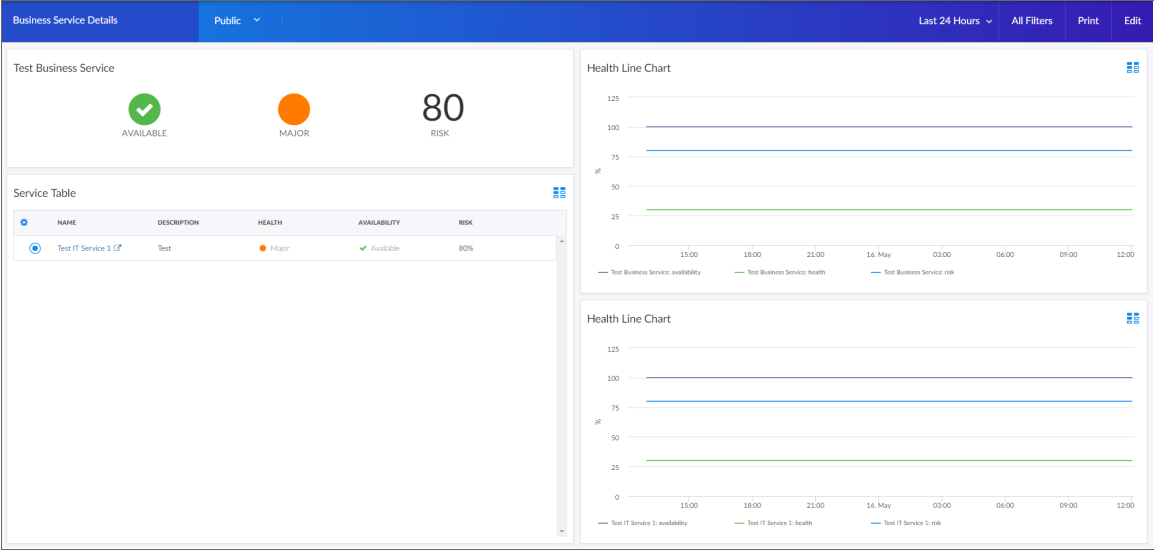 Business Service Details
Public
Last 24 Hours
All Filters
Print
Edit
Test Business Service
AVAILABLE
MAJOR
80
RISK
Service Table
NAME DESCRIPTION HEALTH AVAILABILITY RISK
Test IT Service 1 Test Major Available 80%
Health Line Chart
125
100
75
50
25
0
%
15:00 18:00 21:00 16. May 03:00 06:00 09:00 12:00
Test Business Service: availability Test Business Service: health Test Business Service: risk
Health Line Chart
125
100
75
50
25
0
%
15:00 18:00 21:00 16. May 03:00 06:00 09:00 12:00
Test IT Service 1: availability Test IT Service 1: health Test IT Service 1: risk